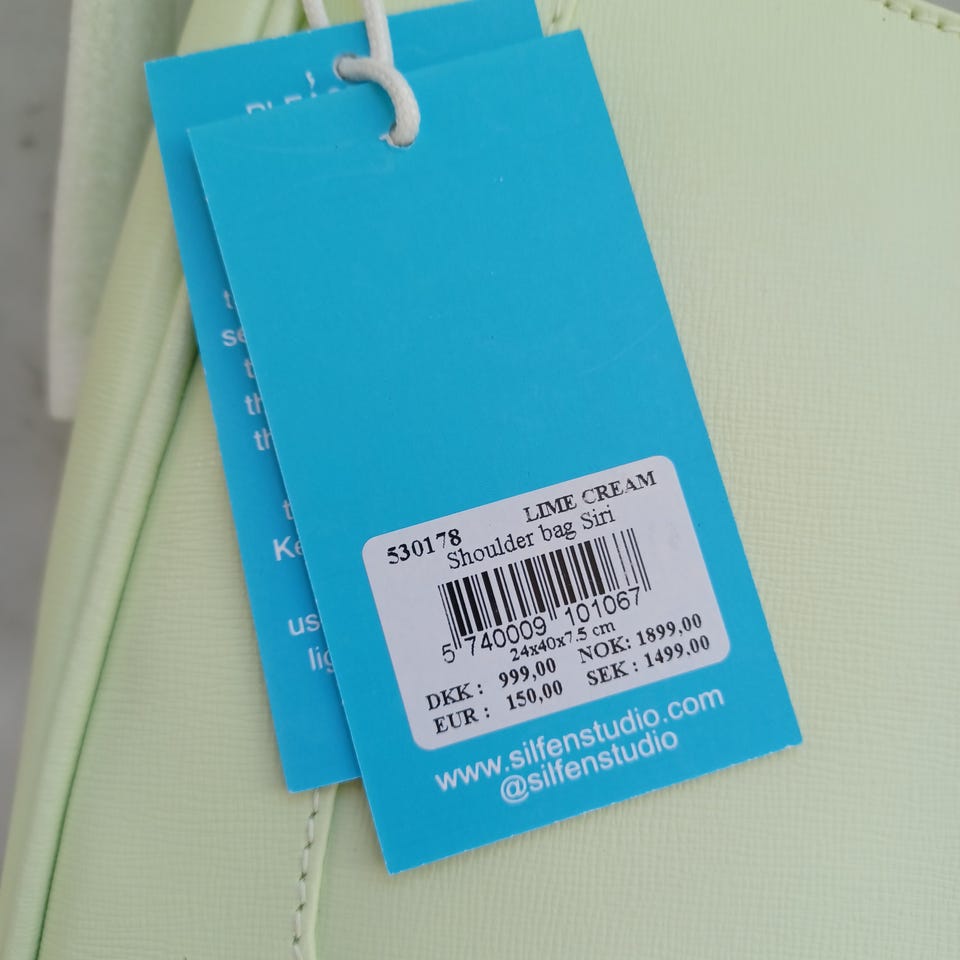 530178 LIME CREAM
Shoulder bag Siri
5 740009 101067
24x40x7.5 cm
DKK: 999,00 NOK: 1899,00
EUR: 150,00 SEK: 1499.00
www.silfenstudio.com
@silfenstudio